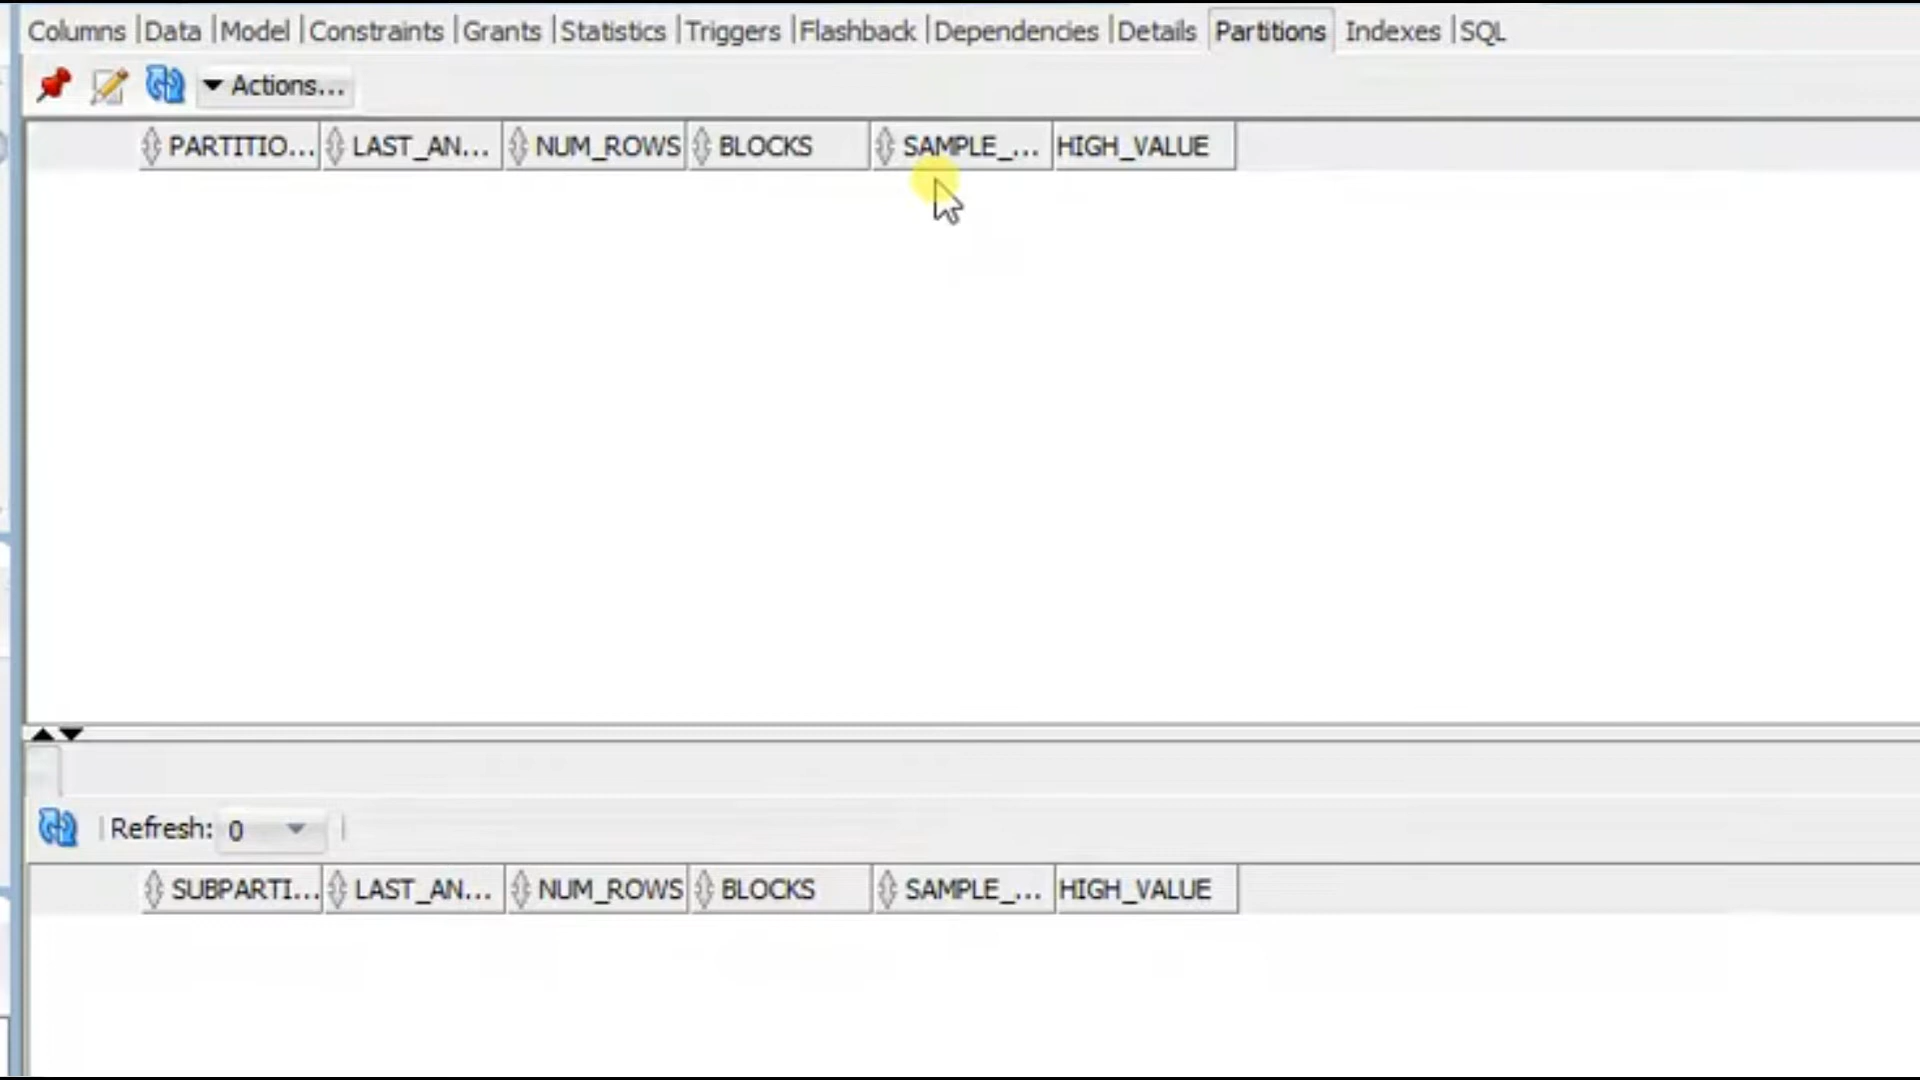 Columns Data Model Constraints Grants Statistics Triggers Flashback Dependencies Details Partitions Indexes SQL
Actions...
PARTITIO... LAST_AN... NUM_ROWS BLOCKS SAMPLE_... HIGH_VALUE
Refresh: 0
SUBPARTI... LAST_AN... NUM_ROWS BLOCKS SAMPLE_... HIGH_VALUE